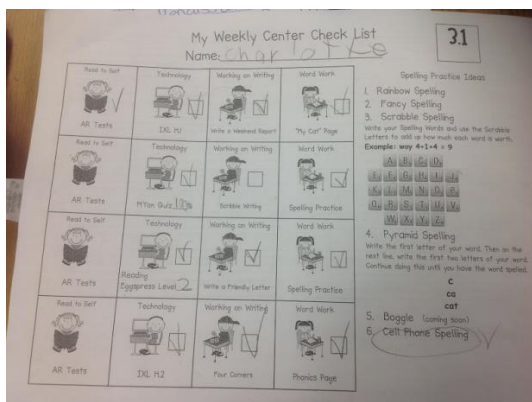 My Weekly Center Check List
3.1
Name: Charlotte
Read to Self
AR Tests
Technology
IXL H.1
Working on Writing
Write a Weekend Report
Word Work
"My Cat" Page
Read to Self
AR Tests
Technology
MYon Quiz
Working on Writing
Scribble Writing
Word Work
Spelling Practice
Read to Self
AR Tests
Technology
Reading
Eggspress Level 2
Working on Writing
Write a Friendly Letter
Word Work
Spelling Practice
Read to Self
AR Tests
Technology
IXL H.2
Working on Writing
Four Corners
Word Work
Phonics Page
Spelling Practice Ideas
1. Rainbow Spelling
2. Fancy Spelling
3. Scrabble Spelling
Write your Spelling Words and use the Scrabble
Letters to add up how much each word is worth.
Example: way 4+1+4 = 9
A B C D
E F G H I J
K L M N O P
Q R S T U V
W X Y Z
4. Pyramid Spelling
Write the first letter of your word. Then on the
next line, write the first two letters of your word.
Continue doing this until you have the word spelled.
c
ca
cat
5. Boggle (coming soon)
6. Cell Phone Spelling